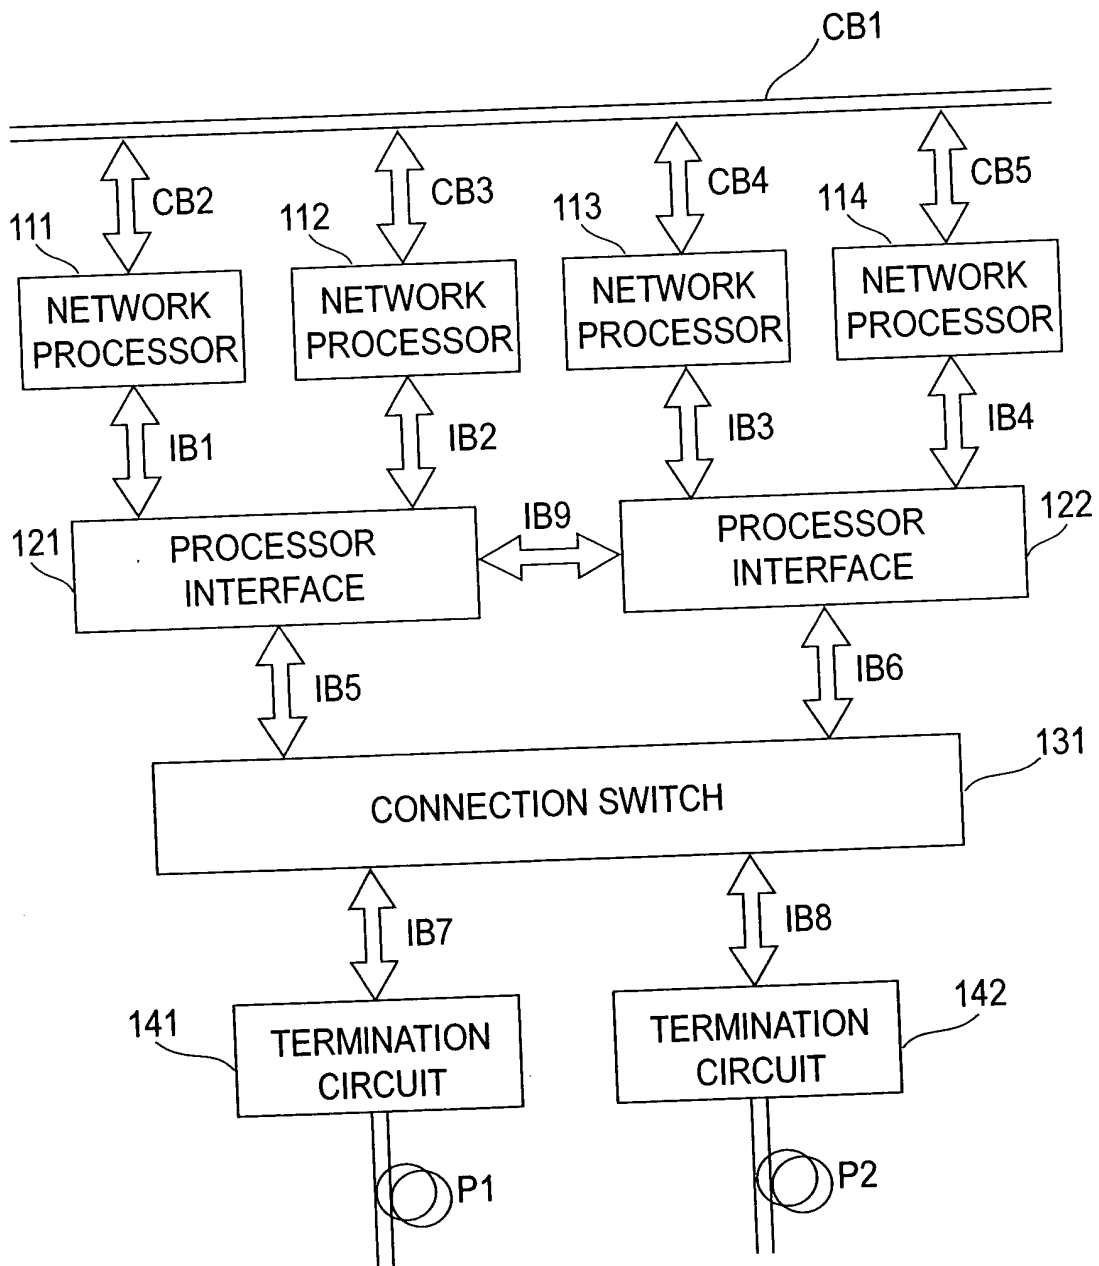 CB1
CB2
CB3
CB4
CB5
111
112
113
114
NETWORK
PROCESSOR
NETWORK
PROCESSOR
NETWORK
PROCESSOR
NETWORK
PROCESSOR
IB1
IB2
IB3
IB4
121
PROCESSOR
INTERFACE
IB9
PROCESSOR
INTERFACE
122
IB5
IB6
131
CONNECTION SWITCH
IB7
IB8
141
TERMINATION
CIRCUIT
TERMINATION
CIRCUIT
142
P1
P2